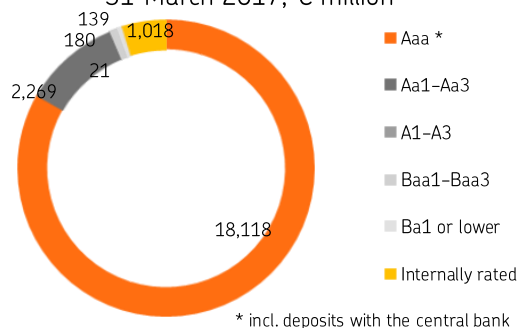 31 March 2017, € million
139
1,018
180
21
2,269
18,118
Aaa *
Aa1–Aa3
A1–A3
Baa1–Baa3
Ba1 or lower
Internally rated
* incl. deposits with the central bank